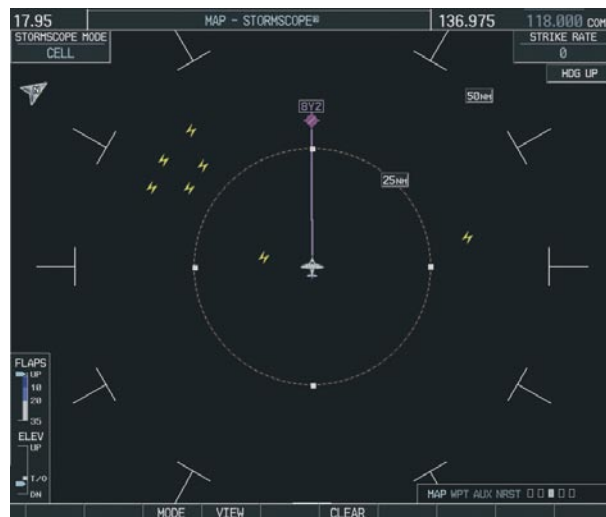 17.95 MAP - STORMSCOPE® 136.975 118.000 COM
STORMSCOPE MODE STRIKE RATE
CELL 0
HDG UP
N
50NM
BYZ
25NM
FLAPS
UP
10
20
35
ELEV
UP
T/O
DN
MAP WPT AUX NRST
MODE VIEW CLEAR